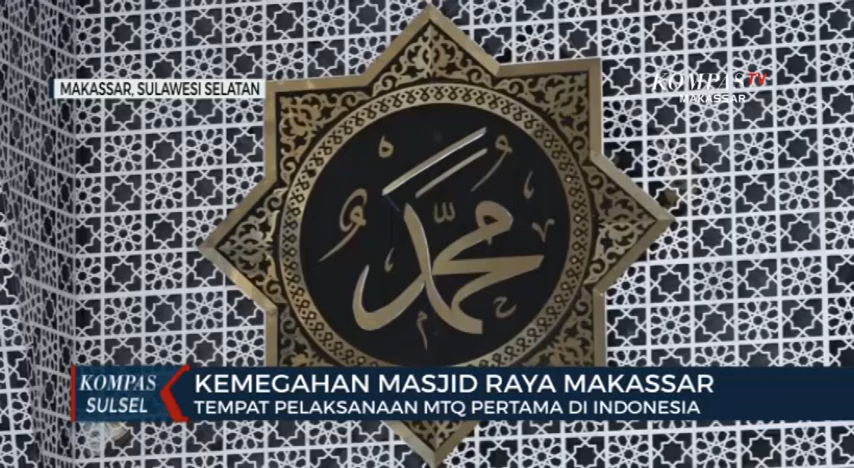 MAKASSAR, SULAWESI SELATAN
KOMPAS TV
MAKASSAR
محمد
KOMPAS
SULSEL
KEMEGAHAN MASJID RAYA MAKASSAR
TEMPAT PELAKSANAAN MTQ PERTAMA DI INDONESIA